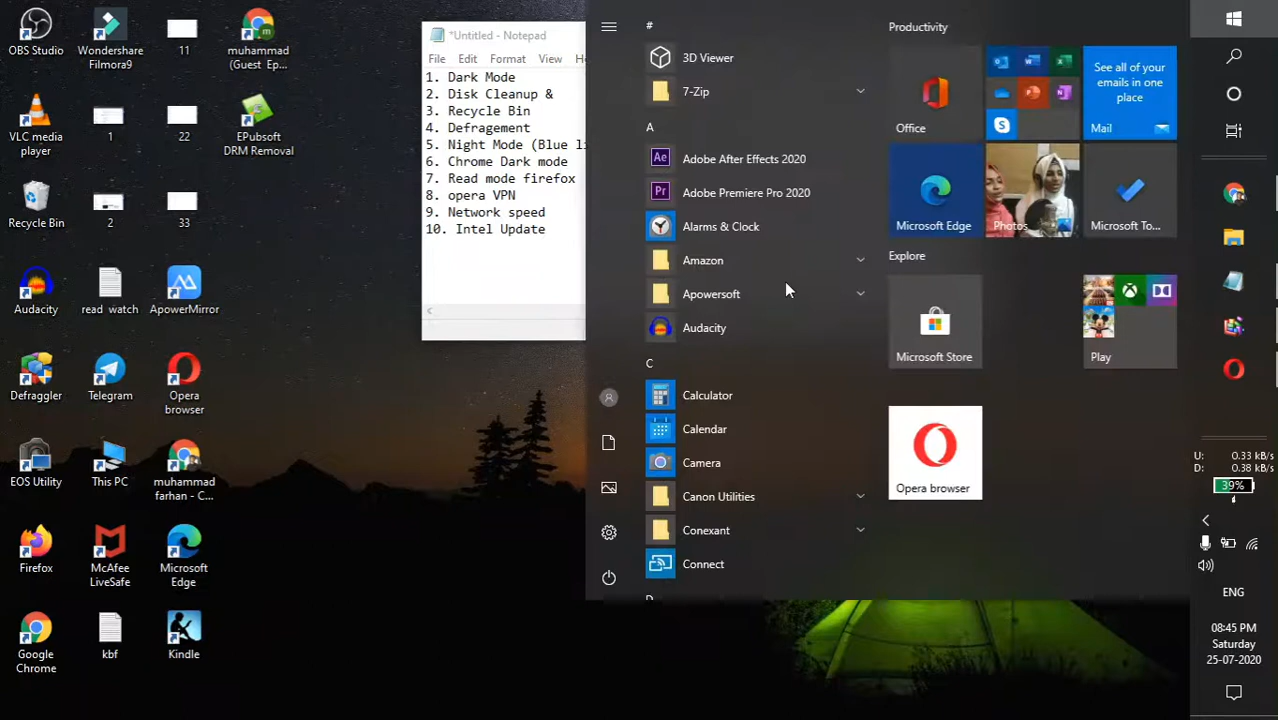 OBS Studio
Wondershare
Filmora9
11
muhammad
(Guest Ep...
VLC media
player
1
22
EPubsoft
DRM Removal
Recycle Bin
2
33
Audacity
read watch
ApowerMirror
Defraggler
Telegram
Opera
browser
EOS Utility
This PC
muhammad
farhan - C...
Firefox
McAfee
LiveSafe
Microsoft
Edge
Google
Chrome
kbf
Kindle
*Untitled - Notepad
File Edit Format View
1. Dark Mode
2. Disk Cleanup &
3. Recycle Bin
4. Defragement
5. Night Mode (Blue
6. Chrome Dark mode
7. Read mode firefox
8. opera VPN
9. Network speed
10. Intel Update
#
3D Viewer
7-Zip
A
Ae Adobe After Effects 2020
Pr Adobe Premiere Pro 2020
Alarms & Clock
Amazon
Apowersoft
Audacity
C
Calculator
Calendar
Camera
Canon Utilities
Conexant
Connect
Productivity
Office
See all of your
emails in one
place
Mail
Microsoft Edge
Photos
Microsoft To...
Explore
Microsoft Store
Play
Opera browser
U: 0.33 kB/s
D: 0.38 kB/s
39%
ENG
08:45 PM
Saturday
25-07-2020